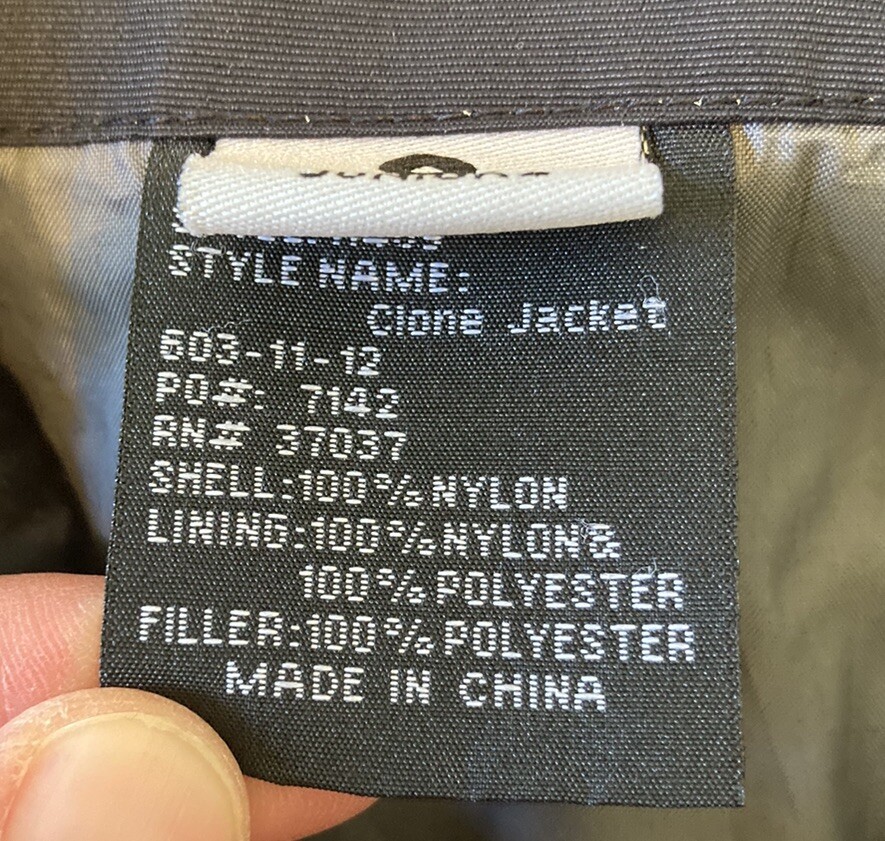 STYLE NAME:
Clone Jacket
603-11-12
PO#: 7142
RN# 37037
SHELL:100%NYLON
LINING:100%NYLON&
100%POLYESTER
FILLER:100%POLYESTER
MADE IN CHINA